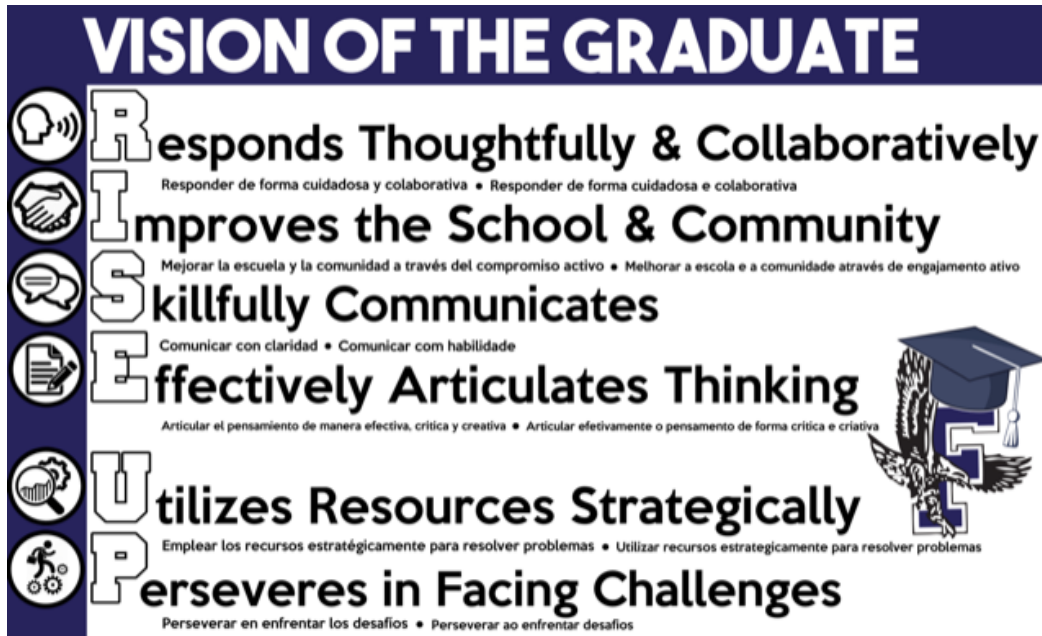 VISION OF THE GRADUATE
Responds Thoughtfully & Collaboratively
Responder de forma cuidadosa y colaborativa • Responder de forma cuidadosa e colaborativa
Improves the School & Community
Mejorar la escuela y la comunidad a través del compromiso activo • Melhorar a escola e a comunidade através de engajamento ativo
Skillfully Communicates
Comunicar con claridad • Comunicar com habilidade
Effectively Articulates Thinking
Articular el pensamiento de manera efectiva, critica y creativa • Articular efetivamente o pensamento de forma critica e criativa
F
Utilizes Resources Strategically
Emplear los recursos estratégicamente para resolver problemas • Utilizar recursos estrategicamente para resolver problemas
Perseveres in Facing Challenges
Perseverar en enfrentar los desafíos • Perseverar ao enfrentar desafios